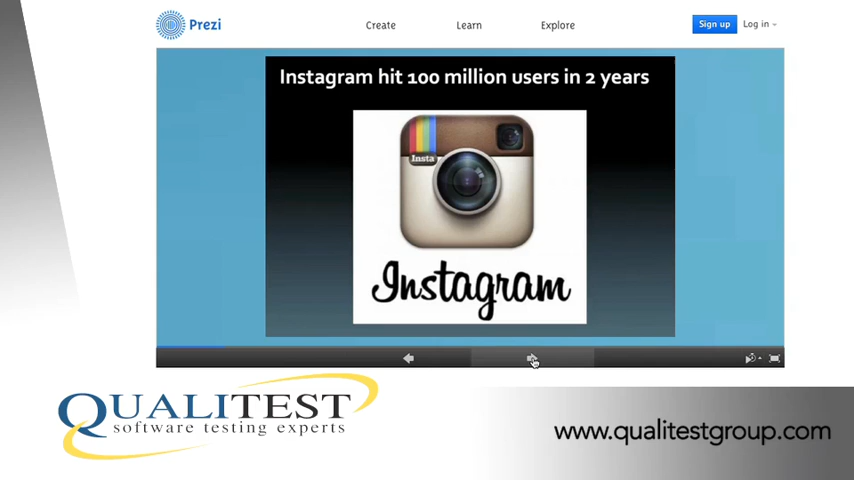 Prezi
Create
Learn
Explore
Sign up
Log in
Instagram hit 100 million users in 2 years
Insta
Instagram
QUALITEST
software testing experts
www.qualitestgroup.com